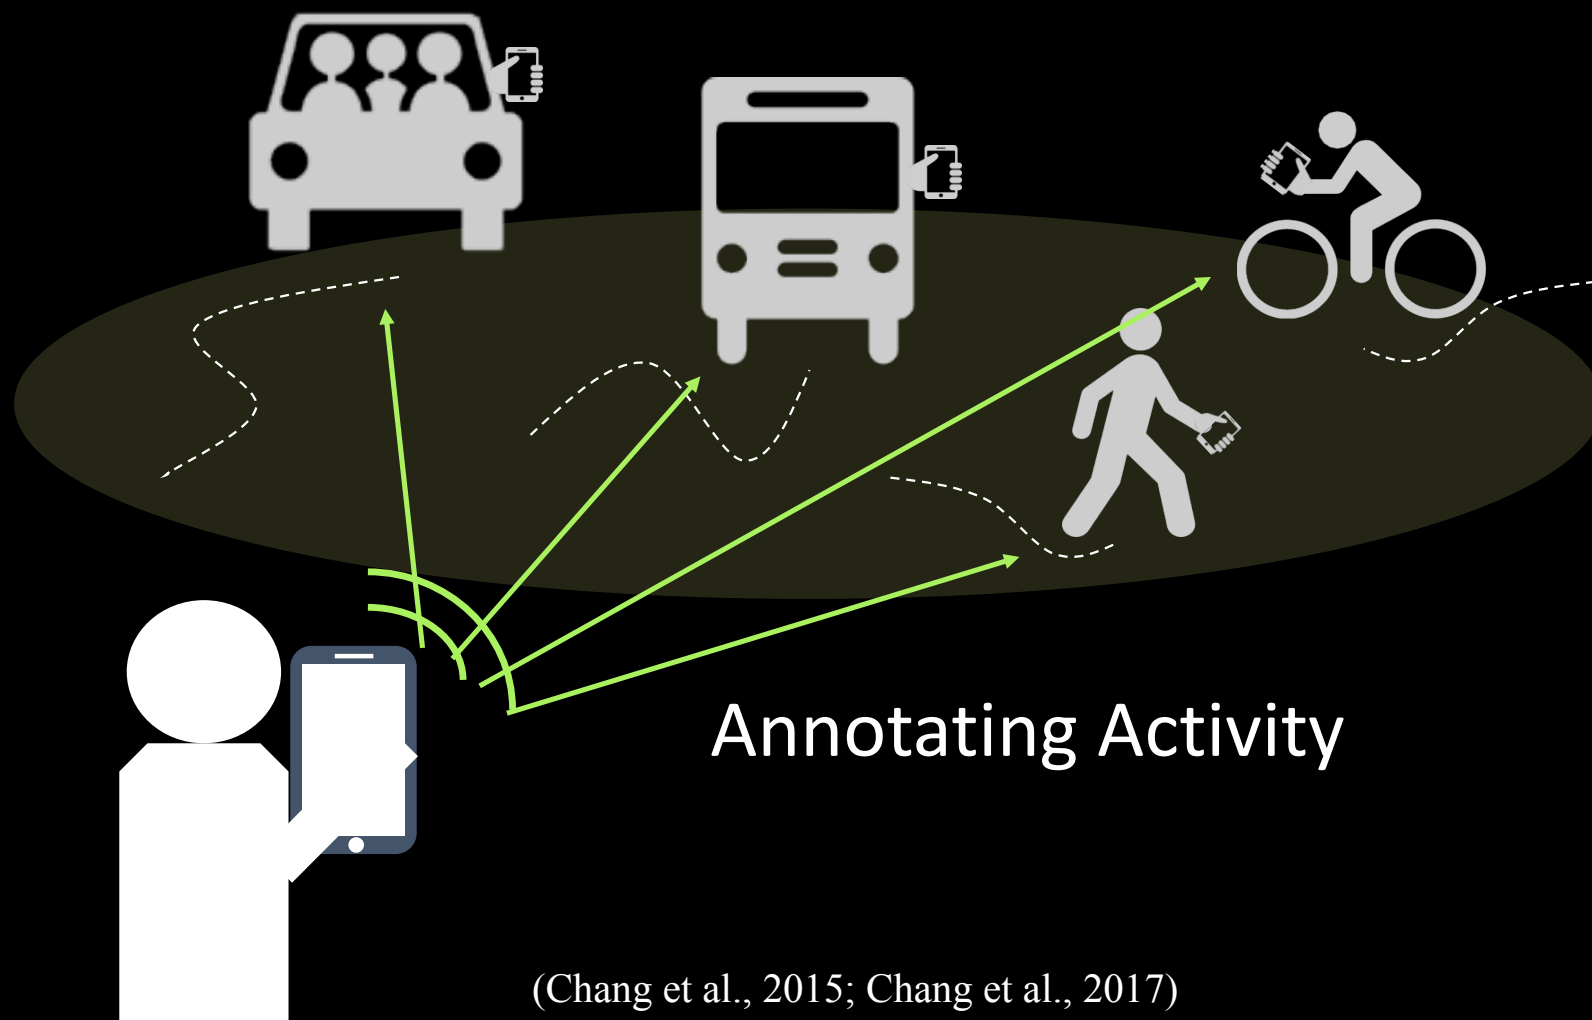 Annotating Activity
(Chang et al., 2015; Chang et al., 2017)